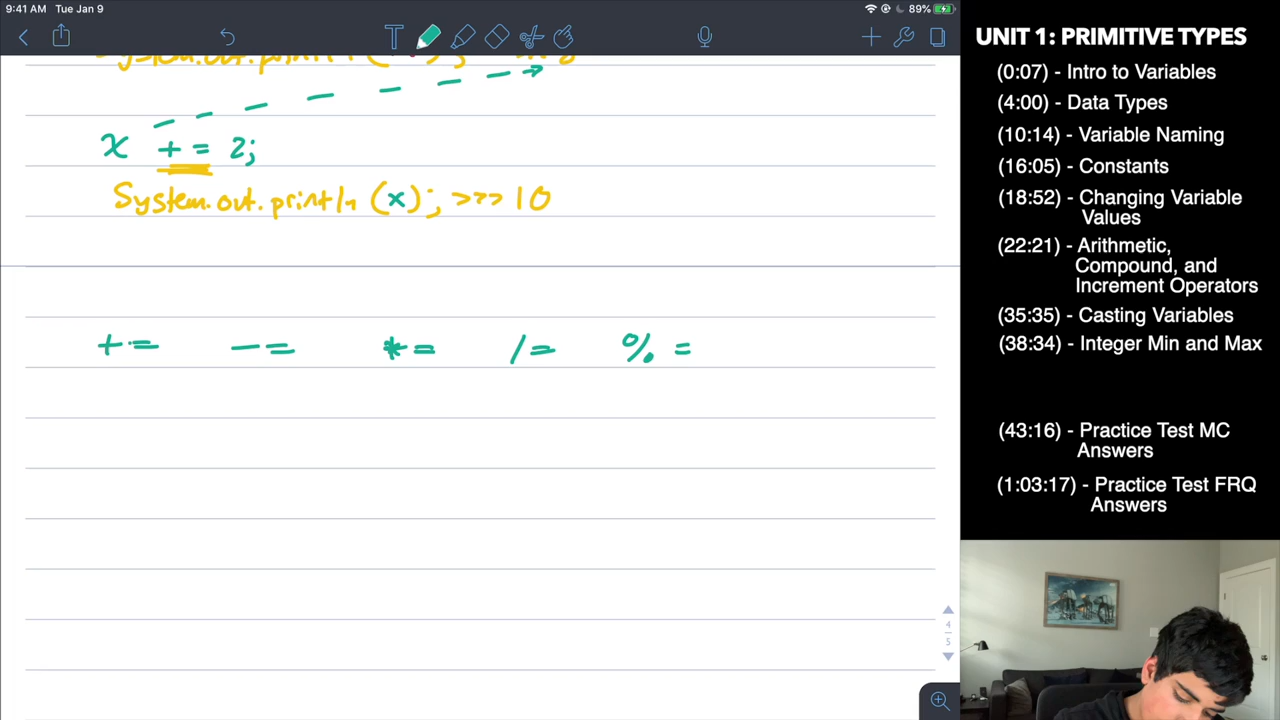 9:41 AM Tue Jan 9
89%
x += 2;
System.out.println (x); >>> 10
+= -= *= /= %=
4
5
UNIT 1: PRIMITIVE TYPES
(0:07) - Intro to Variables
(4:00) - Data Types
(10:14) - Variable Naming
(16:05) - Constants
(18:52) - Changing Variable
Values
(22:21) - Arithmetic,
Compound, and
Increment Operators
(35:35) - Casting Variables
(38:34) - Integer Min and Max
(43:16) - Practice Test MC
Answers
(1:03:17) - Practice Test FRQ
Answers